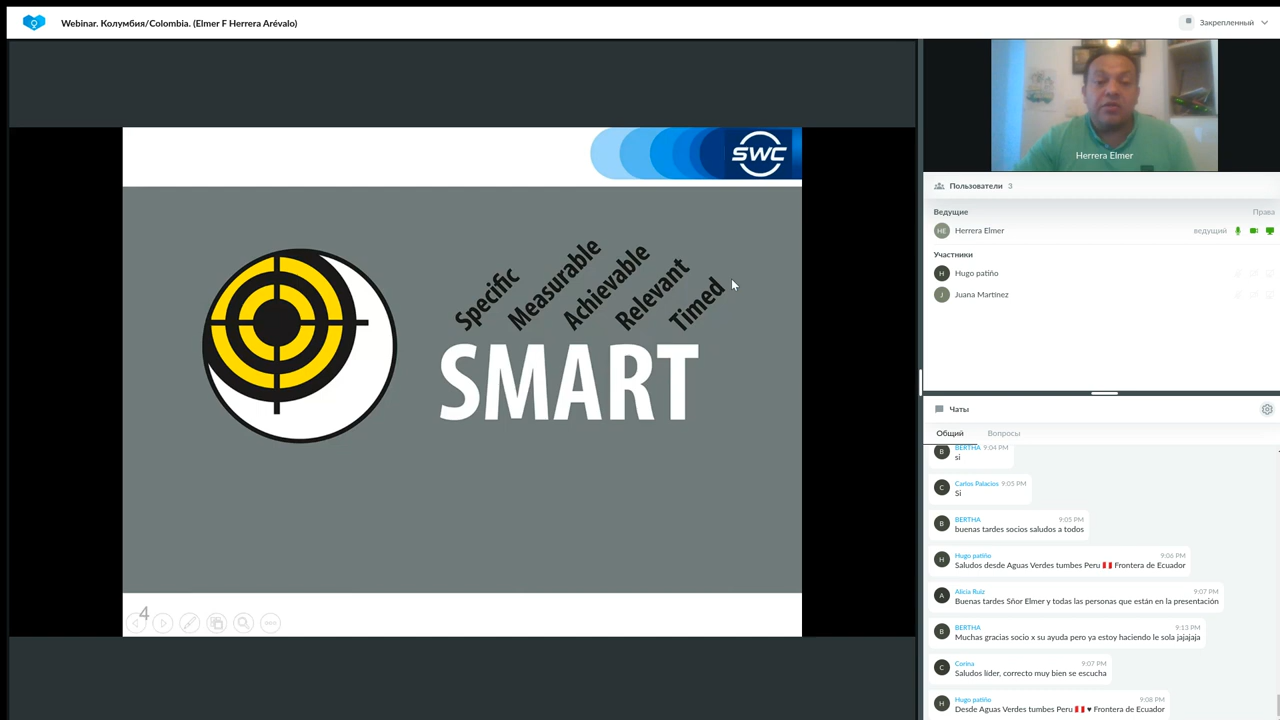 Webinar. Колумбия/Colombia. (Elmer F Herrera Arévalo)
Закрепленный
SWC
Specific
Measurable
Achievable
Relevant
Timed
SMART
4
Herrera Elmer
Пользователи 3
Ведущие Права
HE Herrera Elmer ведущий
Участники
H Hugo patiño
J Juana Martínez
Чаты
Общий Вопросы
B BERTHA 9:04 PM
si
C Carlos Palacios 9:05 PM
Si
B BERTHA 9:05 PM
buenas tardes socios saludos a todos
H Hugo patiño 9:06 PM
Saludos desde Aguas Verdes tumbes Peru 🇵🇪 Frontera de Ecuador
A Alicia Ruiz 9:07 PM
Buenas tardes Sñor Elmer y todas las personas que están en la presentación
B BERTHA 9:13 PM
Muchas gracias socio x su ayuda pero ya estoy haciendo le sola jajajaja
C Corina 9:07 PM
Saludos líder, correcto muy bien se escucha
H Hugo patiño 9:08 PM
Desde Aguas Verdes tumbes Peru 🇵🇪 ♥ Frontera de Ecuador